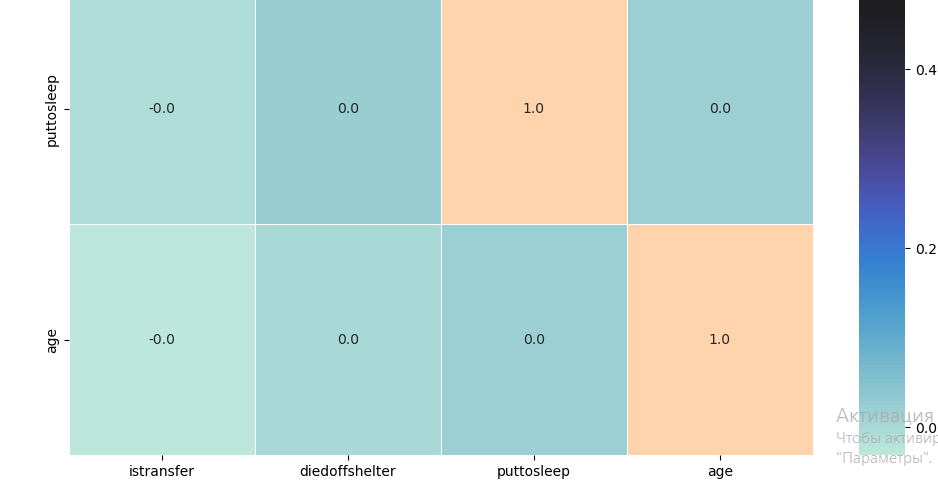 0.4
puttosleep
-0.0 0.0 1.0 0.0
0.2
age
-0.0 0.0 0.0 1.0
Активация
0.0
Чтобы активир
"Параметры".
istransfer diedoffshelter puttosleep age